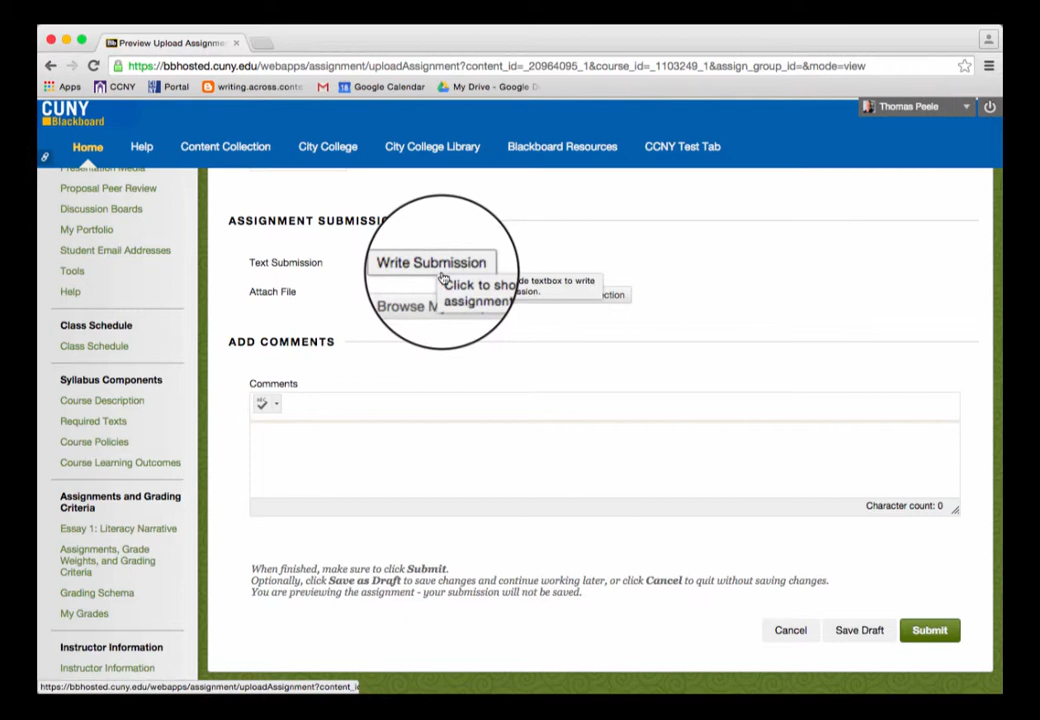 Preview Upload Assignme
https://bbhosted.cuny.edu/webapps/assignment/uploadAssignment?content_id=_20964095_1&course_id=_1103249_1&assign_group_id=&mode=view
Apps CCNY Portal writing.across.conte Google Calendar My Drive - Google D
CUNY
Blackboard
Thomas Peele
Home Help Content Collection City College City College Library Blackboard Resources CCNY Test Tab
Presentation Media
Proposal Peer Review
Discussion Boards
My Portfolio
Student Email Addresses
Tools
Help
Class Schedule
Class Schedule
Syllabus Components
Course Description
Required Texts
Course Policies
Course Learning Outcomes
Assignments and Grading
Criteria
Essay 1: Literacy Narrative
Assignments, Grade
Weights, and Grading
Criteria
Grading Schema
My Grades
Instructor Information
Instructor Information
ASSIGNMENT SUBMISSIO
Text Submission Write Submission
Click to sho de textbox to write
assignment ssion.
Attach File Browse M ction
ADD COMMENTS
Comments
ABC
Character count: 0
When finished, make sure to click Submit.
Optionally, click Save as Draft to save changes and continue working later, or click Cancel to quit without saving changes.
You are previewing the assignment - your submission will not be saved.
Cancel Save Draft Submit
https://bbhosted.cuny.edu/webapps/assignment/uploadAssignment?content_i